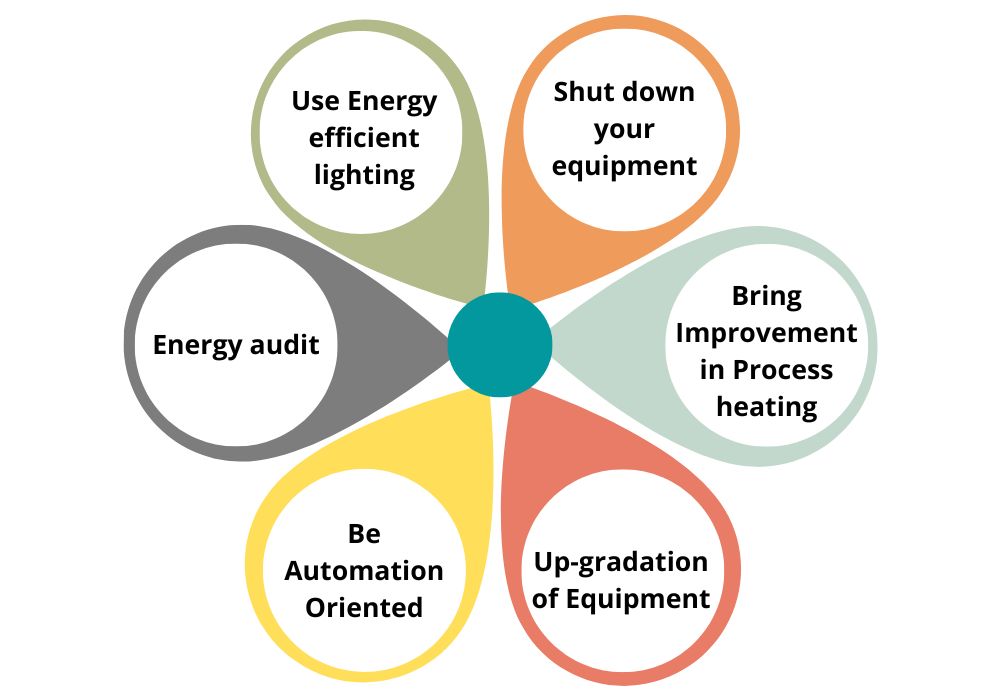 Use Energy
efficient
lighting
Shut down
your
equipment
Energy audit
Bring
Improvement
in Process
heating
Be
Automation
Oriented
Up-gradation
of Equipment